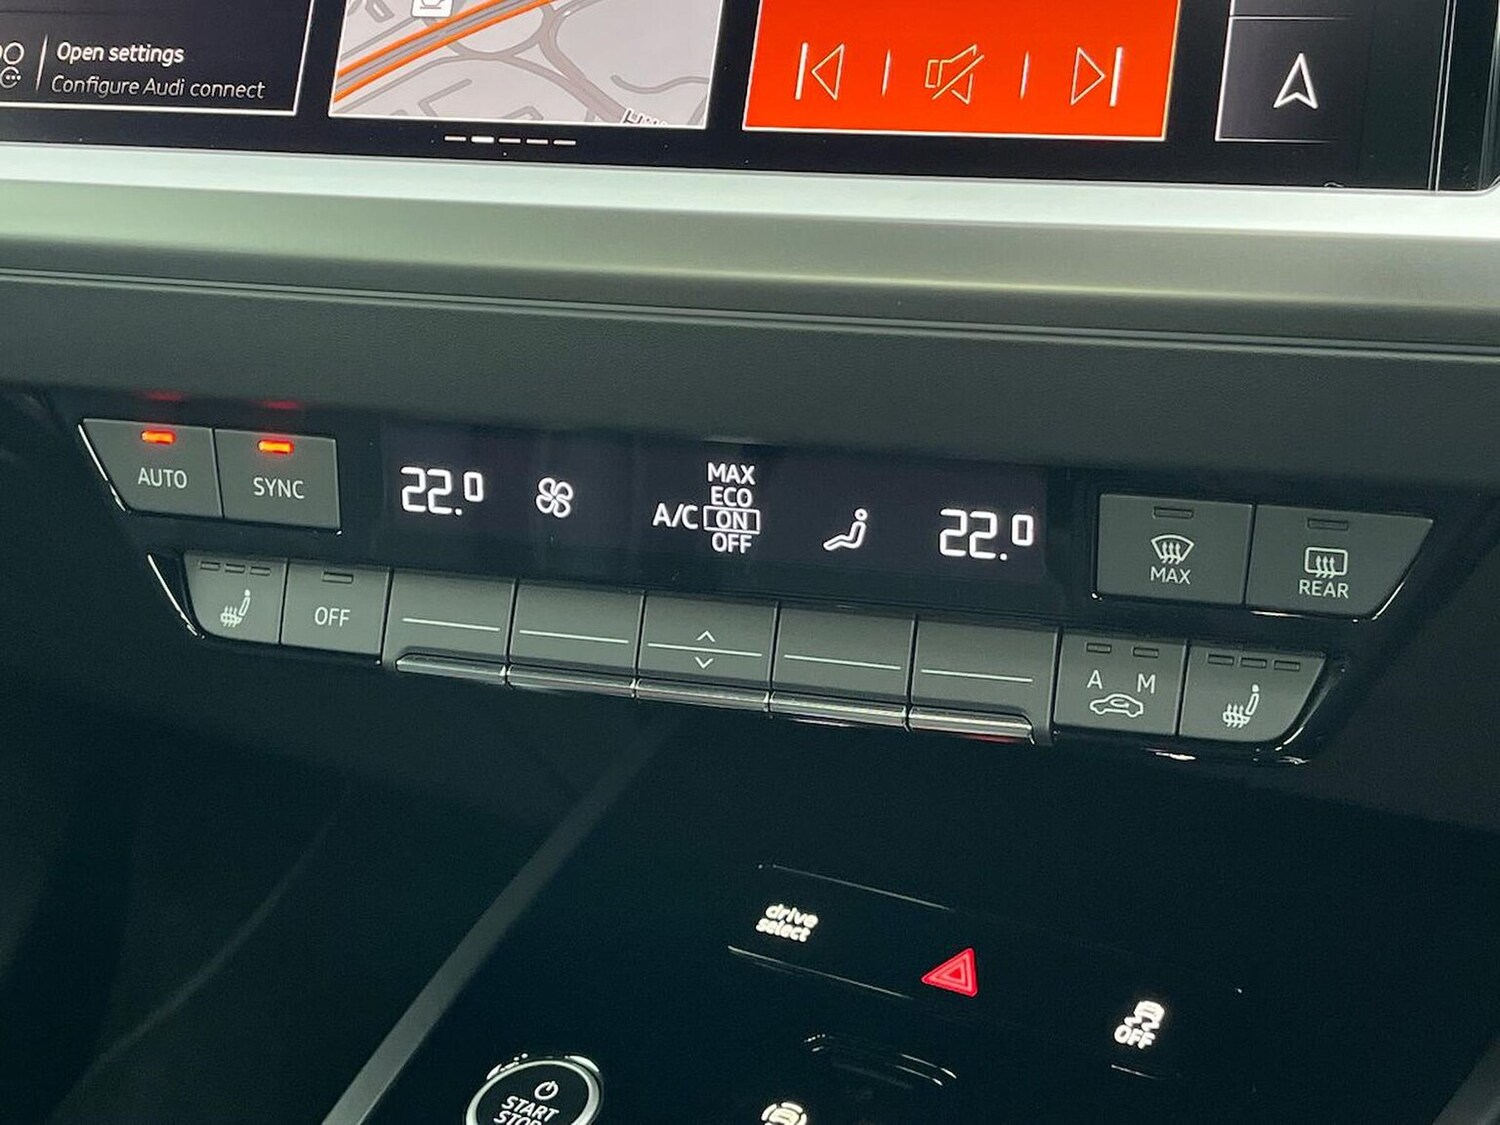 Open settings
Configure Audi connect
AUTO
SYNC
22.0
MAX
ECO
A/C ON
OFF
22.0
MAX
REAR
OFF
A M
drive
select
OFF
START
STOP